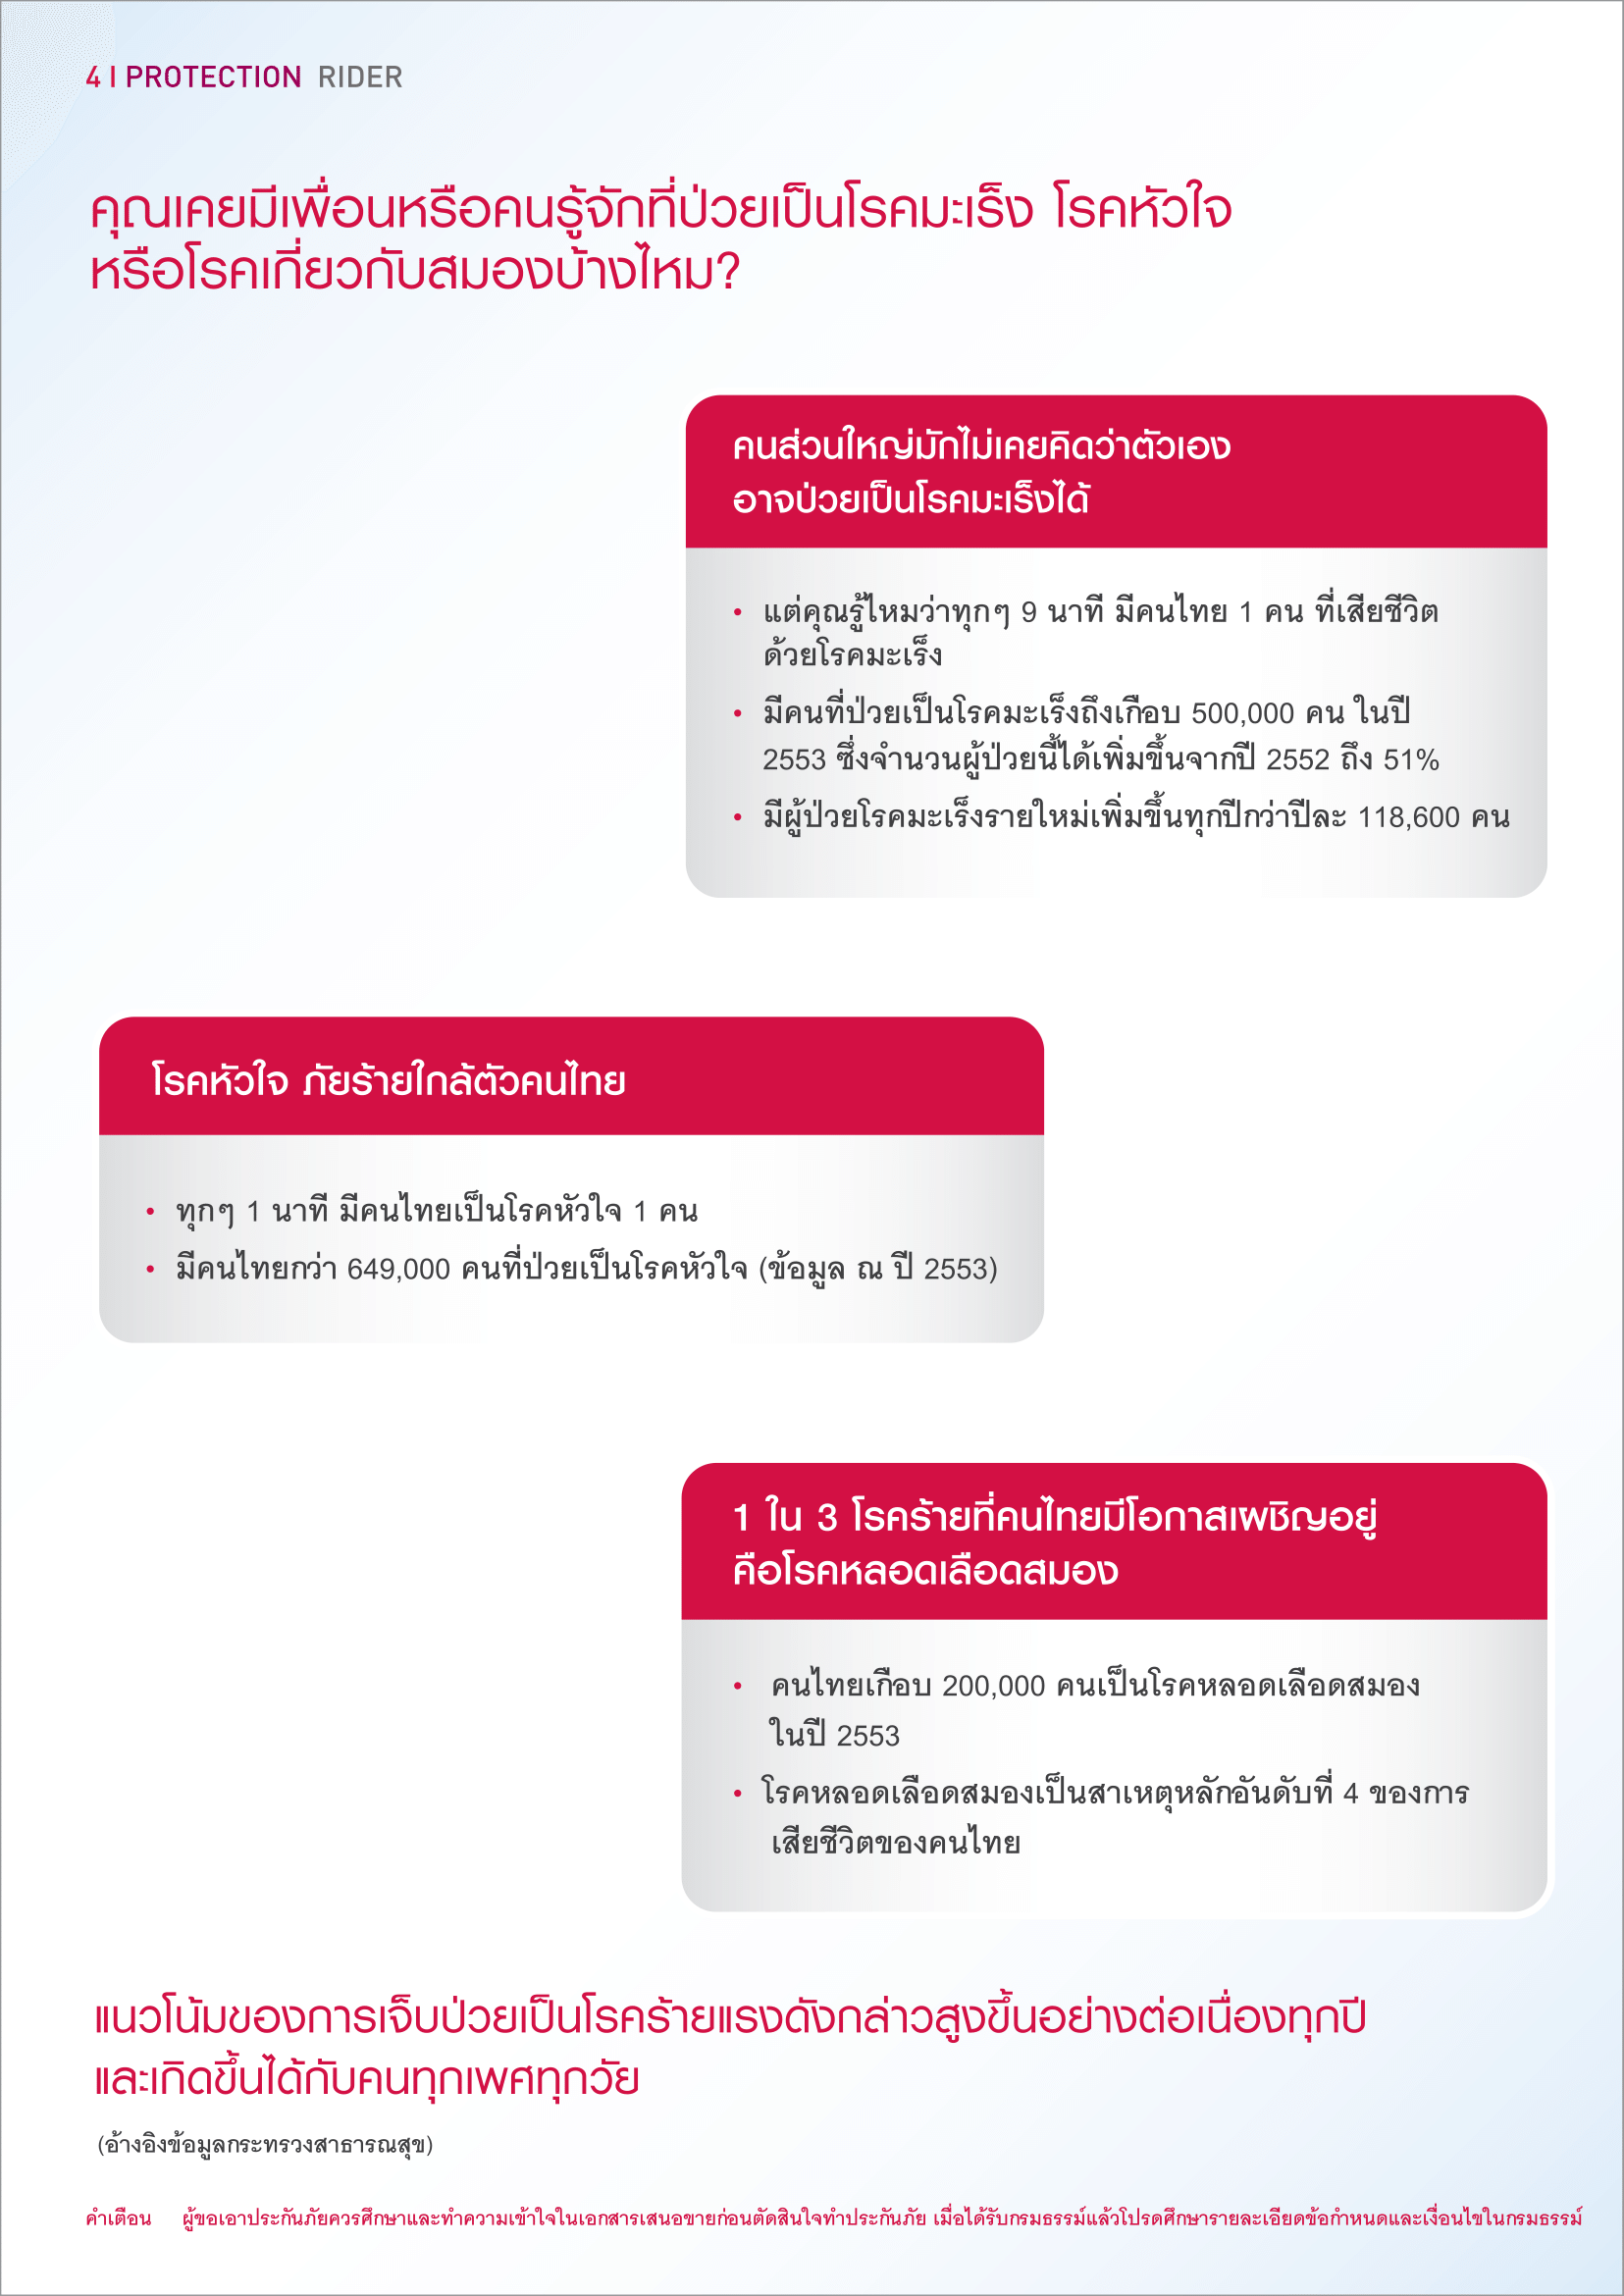 4 | PROTECTION RIDER
คุณเคยมีเพื่อนหรือคนรู้จักที่ป่วยเป็นโรคมะเร็ง โรคหัวใจ
หรือโรคเกี่ยวกับสมองบ้างไหม?
คนส่วนใหญ่มักไม่เคยคิดว่าตัวเอง
อาจป่วยเป็นโรคมะเร็งได้
• แต่คุณรู้ไหมว่าทุกๆ 9 นาที มีคนไทย 1 คน ที่เสียชีวิต
ด้วยโรคมะเร็ง
• มีคนที่ป่วยเป็นโรคมะเร็งถึงเกือบ 500,000 คน ในปี
2553 ซึ่งจำนวนผู้ป่วยนี้ได้เพิ่มขึ้นจากปี 2552 ถึง 51%
• มีผู้ป่วยโรคมะเร็งรายใหม่เพิ่มขึ้นทุกปีกว่าปีละ 118,600 คน
โรคหัวใจ ภัยร้ายใกล้ตัวคนไทย
• ทุกๆ 1 นาที มีคนไทยเป็นโรคหัวใจ 1 คน
• มีคนไทยกว่า 649,000 คนที่ป่วยเป็นโรคหัวใจ (ข้อมูล ณ ปี 2553)
1 ใน 3 โรคร้ายที่คนไทยมีโอกาสเผชิญอยู่
คือโรคหลอดเลือดสมอง
• คนไทยเกือบ 200,000 คนเป็นโรคหลอดเลือดสมอง
ในปี 2553
• โรคหลอดเลือดสมองเป็นสาเหตุหลักอันดับที่ 4 ของการ
เสียชีวิตของคนไทย
แนวโน้มของการเจ็บป่วยเป็นโรคร้ายแรงดังกล่าวสูงขึ้นอย่างต่อเนื่องทุกปี
และเกิดขึ้นได้กับคนทุกเพศทุกวัย
(อ้างอิงข้อมูลกระทรวงสาธารณสุข)
คำเตือน ผู้ขอเอาประกันภัยควรศึกษาและทำความเข้าใจในเอกสารเสนอขายก่อนตัดสินใจทำประกันภัย เมื่อได้รับกรมธรรม์แล้วโปรดศึกษารายละเอียดข้อกำหนดและเงื่อนไขในกรมธรรม์